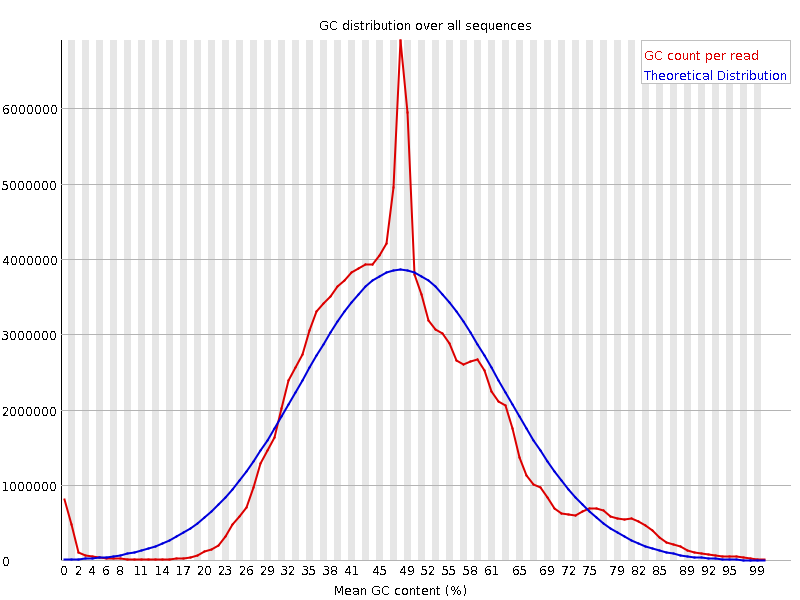 GC distribution over all sequences
GC count per read
Theoretical Distribution
6000000
5000000
4000000
3000000
2000000
1000000
0
0 2 4 6 8 11 14 17 20 23 26 29 32 35 38 41 45 49 52 55 58 61 65 69 72 75 79 82 85 89 92 95 99
Mean GC content (%)